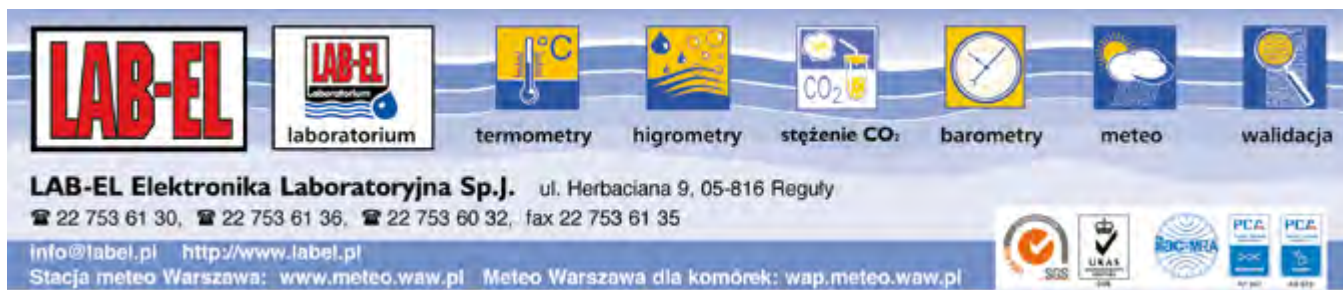 LAB-EL
LAB-EL
Laboratorium
laboratorium
°C
termometry
higrometry
CO₂
stężenie CO₂
barometry
meteo
walidacja
LAB-EL Elektronika Laboratoryjna Sp.J. ul. Herbaciana 9, 05-816 Reguły
☎ 22 753 61 30, ☎ 22 753 61 36, ☎ 22 753 60 32, fax 22 753 61 35
info@label.pl http://www.label.pl
Stacja meteo Warszawa: www.meteo.waw.pl Meteo Warszawa dla komórek: wap.meteo.waw.pl
SGS
UKAS
ilac-MRA
PCA
PCA